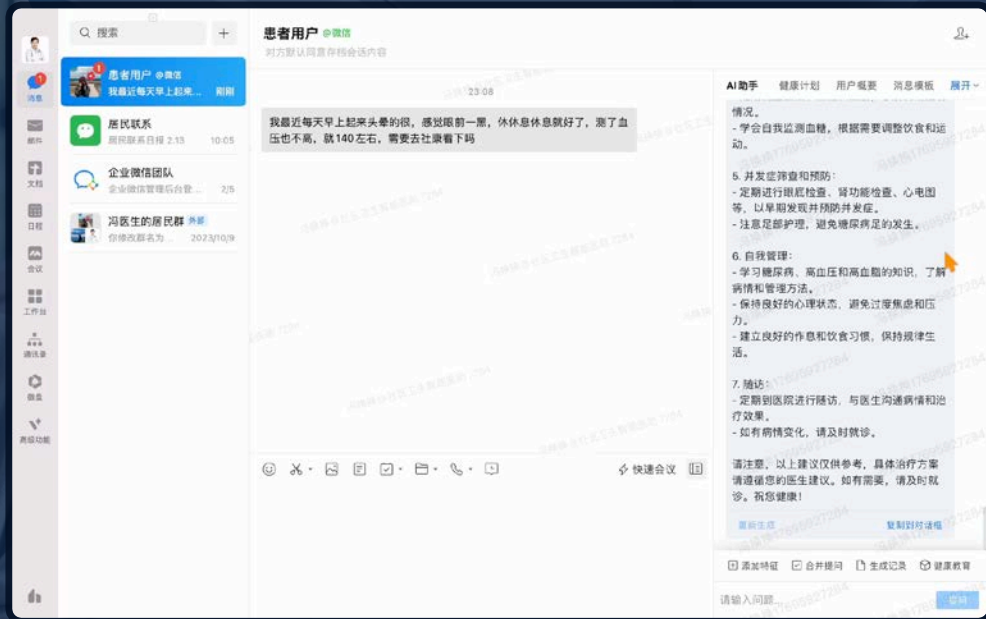 搜索
消息
邮件
文档
日程
会议
工作台
通讯录
微盘
高级功能
患者用户 @微信
我最近每天早上起来... 刚刚
居民联系
居民联系日报 2.13 10:05
企业微信团队
企业微信管理后台登... 2/5
冯医生的居民群 外部
你修改群名为... 2023/10/9
患者用户 @微信
对方默认同意存档会话内容
23:08
我最近每天早上起来头晕的很，感觉眼前一黑，休休息休息就好了，测了血
压也不高，就140左右，需要去社康看下吗
快速会议
AI助手 健康计划 用户概要 消息模板 展开
情况。
- 学会自我监测血糖，根据需要调整饮食和运
动。
5. 并发症筛查和预防：
- 定期进行眼底检查、肾功能检查、心电图
等，以早期发现并预防并发症。
- 注意足部护理，避免糖尿病足的发生。
6. 自我管理：
- 学习糖尿病、高血压和高血脂的知识，了解
病情和管理方法。
- 保持良好的心理状态，避免过度焦虑和压
力。
- 建立良好的作息和饮食习惯，保持规律生
活。
7. 随访：
- 定期到医院进行随访，与医生沟通病情和治
疗效果。
- 如有病情变化，请及时就诊。
请注意，以上建议仅供参考，具体治疗方案
请遵循您的医生建议。如有需要，请及时就
诊。祝您健康！
重新生成 复制到对话框
添加特征 合并提问 生成记录 健康教育
请输入问题...